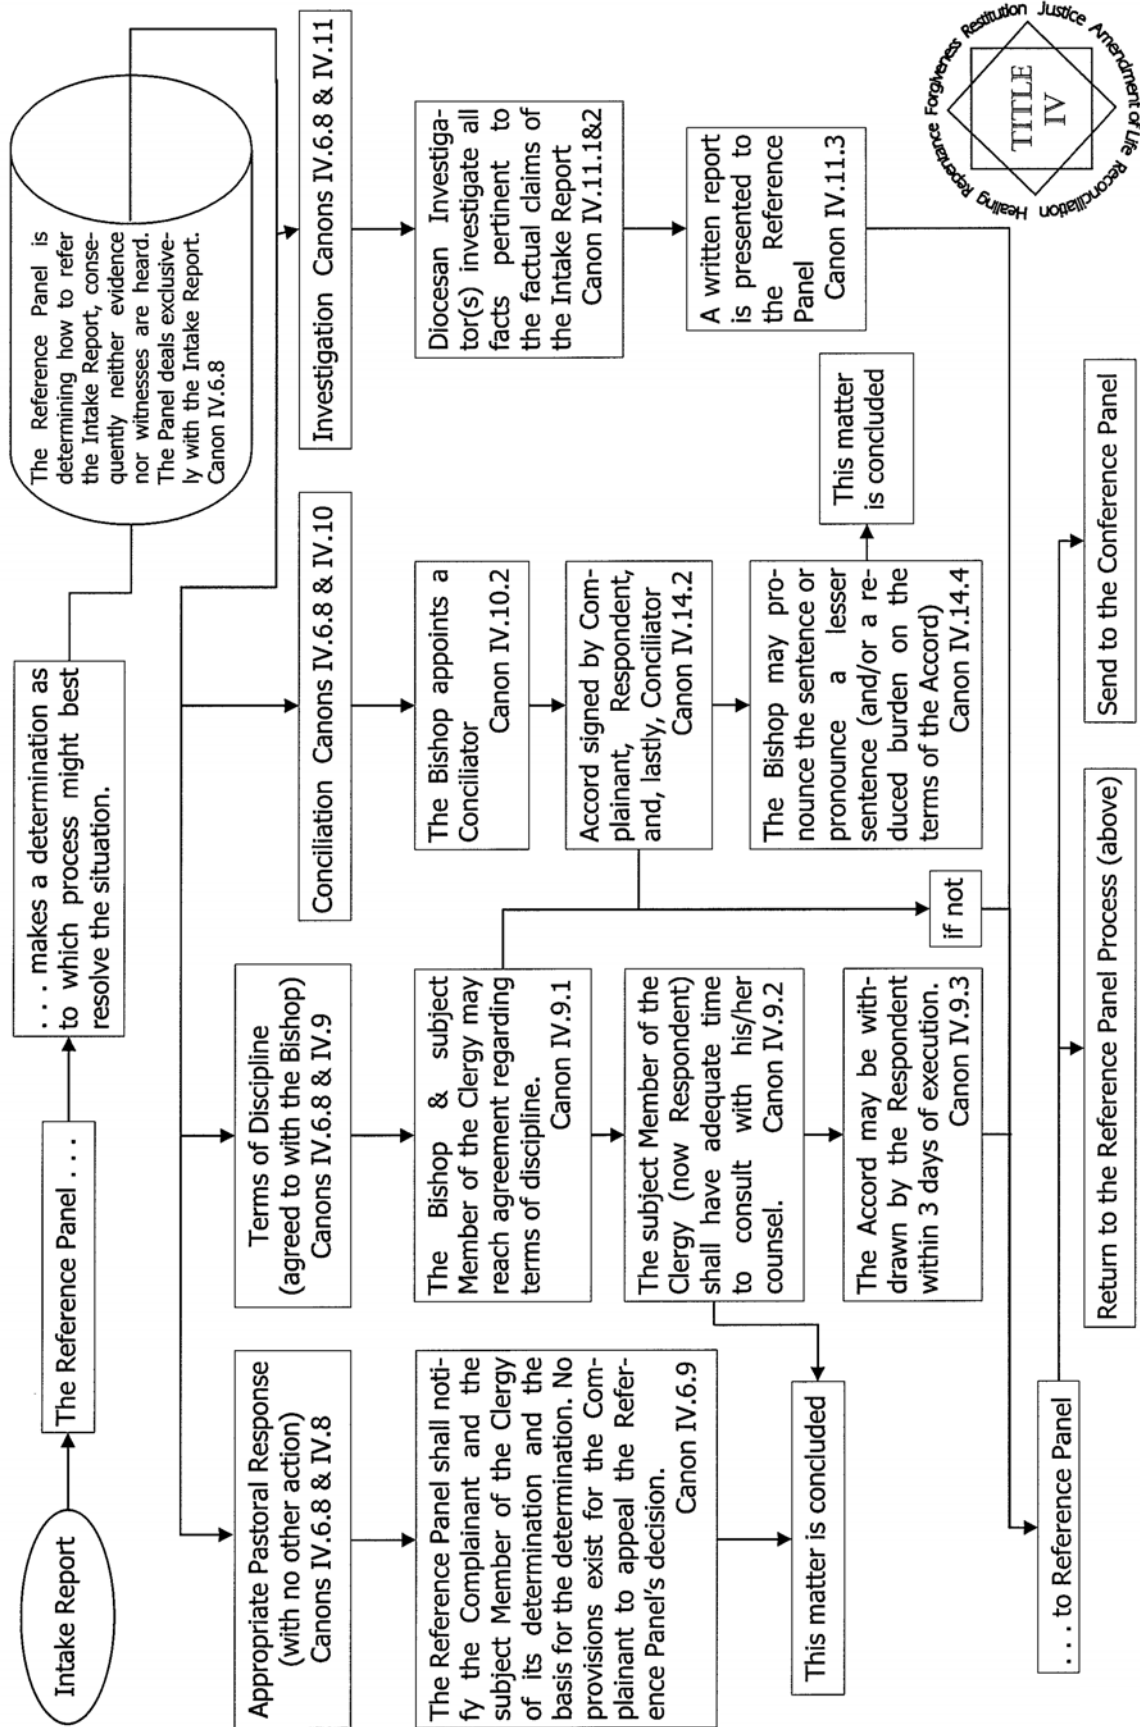 Intake Report
The Reference Panel . . .
. . . makes a determination as
to which process might best
resolve the situation.
The Reference Panel is
determining how to refer
the Intake Report, conse-
quently neither evidence
nor witnesses are heard.
The Panel deals exclusive-
ly with the Intake Report.
Canon IV.6.8
Appropriate Pastoral Response
(with no other action)
Canons IV.6.8 & IV.8
The Reference Panel shall noti-
fy the Complainant and the
subject Member of the Clergy
of its determination and the
basis for the determination. No
provisions exist for the Com-
plainant to appeal the Refer-
ence Panel's decision.
Canon IV.6.9
This matter is concluded
Terms of Discipline
(agreed to with the Bishop)
Canons IV.6.8 & IV.9
The Bishop & subject
Member of the Clergy may
reach agreement regarding
terms of discipline.
Canon IV.9.1
The subject Member of the
Clergy (now Respondent)
shall have adequate time
to consult with his/her
counsel. Canon IV.9.2
The Accord may be with-
drawn by the Respondent
within 3 days of execution.
Canon IV.9.3
if not
Conciliation Canons IV.6.8 & IV.10
The Bishop appoints a
Conciliator
Canon IV.10.2
Accord signed by Com-
plainant, Respondent,
and, lastly, Conciliator
Canon IV.14.2
The Bishop may pro-
nounce the sentence or
pronounce a lesser
sentence (and/or a re-
duced burden on the
terms of the Accord)
Canon IV.14.4
This matter
is concluded
Investigation Canons IV.6.8 & IV.11
Diocesan Investiga-
tor(s) investigate all
facts pertinent to
the factual claims of
the Intake Report
Canon IV.11.1&2
A written report
is presented to
the Reference
Panel
Canon IV.11.3
. . . to Reference Panel
Return to the Reference Panel Process (above)
Send to the Conference Panel
Healing Repentance Forgiveness Restitution Justice Amendment of Life Reconciliation
TITLE
IV